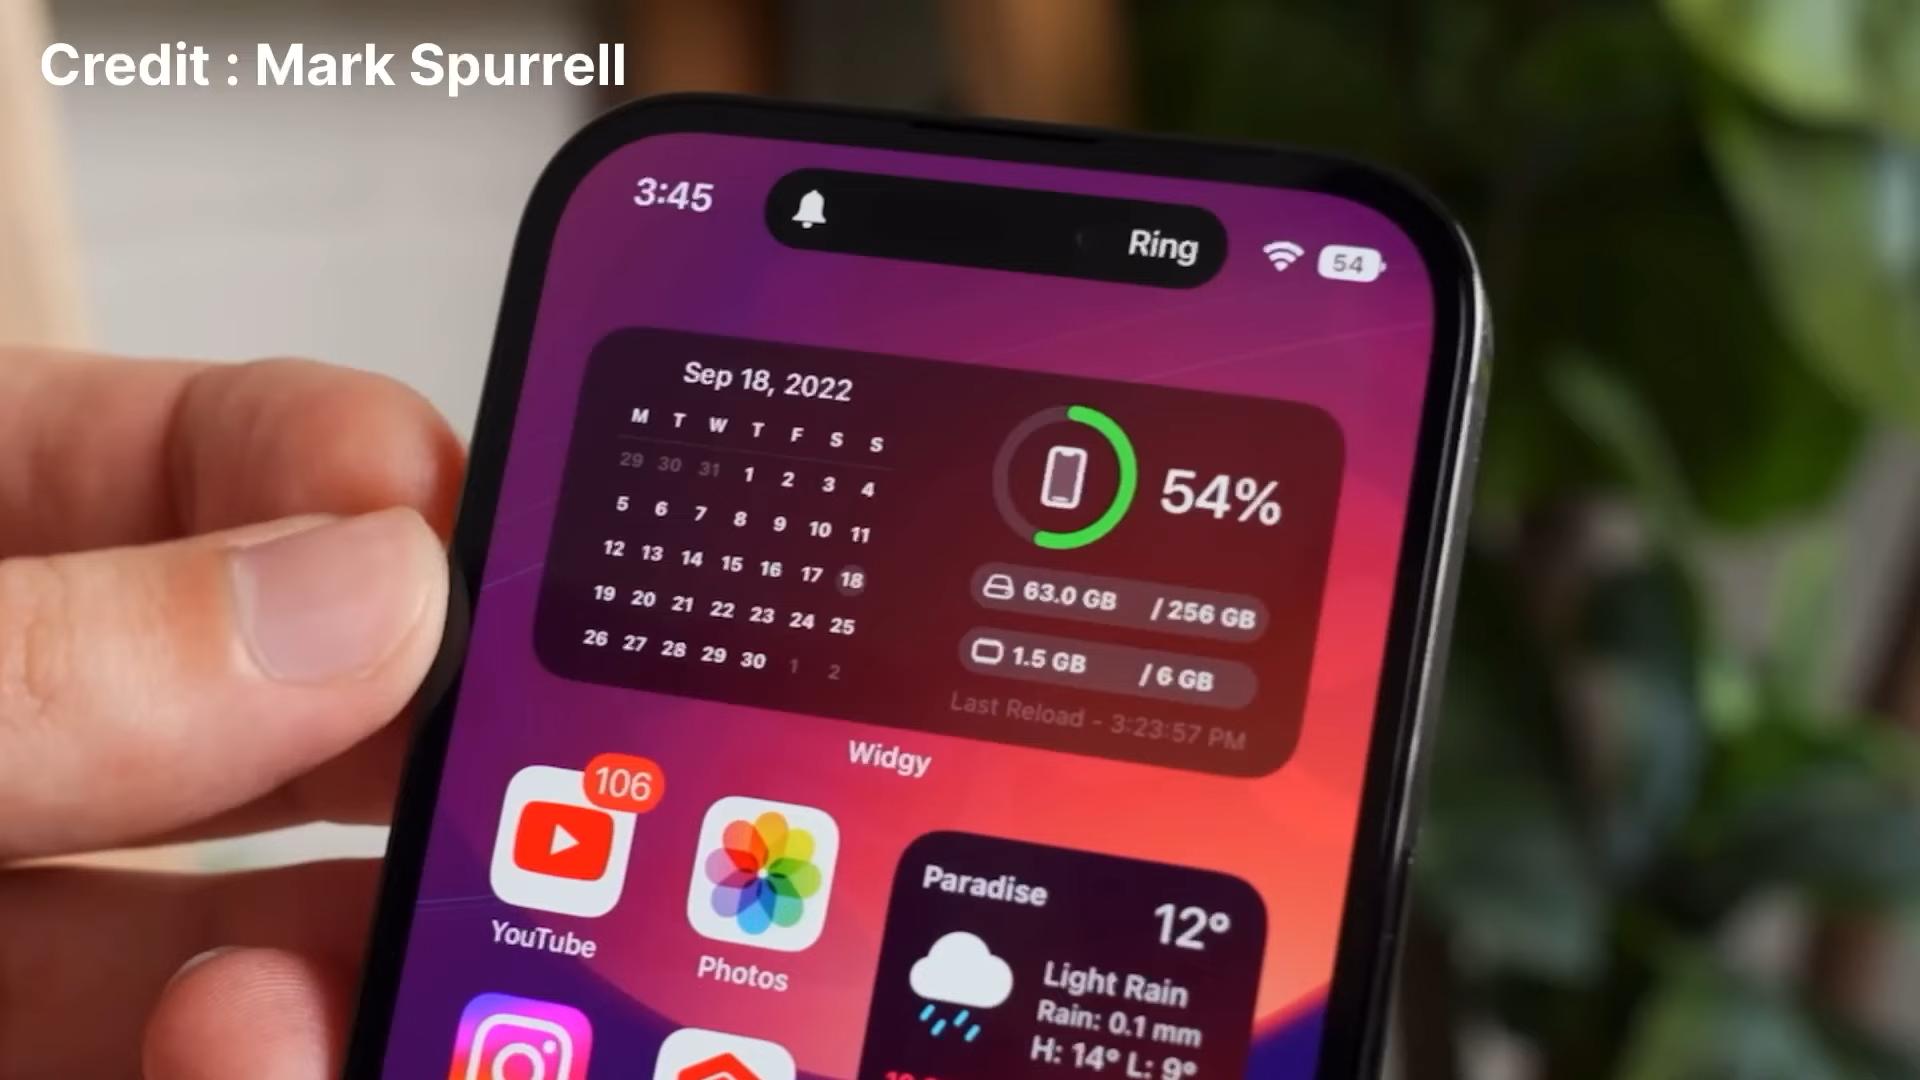 Credit : Mark Spurrell
3:45
Ring
54
Sep 18, 2022
M T W T F S S
29 30 31 1 2 3 4
5 6 7 8 9 10 11
12 13 14 15 16 17 18
19 20 21 22 23 24 25
26 27 28 29 30 1 2
54%
63.0 GB / 256 GB
1.5 GB / 6 GB
Last Reload - 3:23:57 PM
Widgy
106
YouTube
Photos
Paradise
12°
Light Rain
Rain: 0.1 mm
H: 14° L: 9°